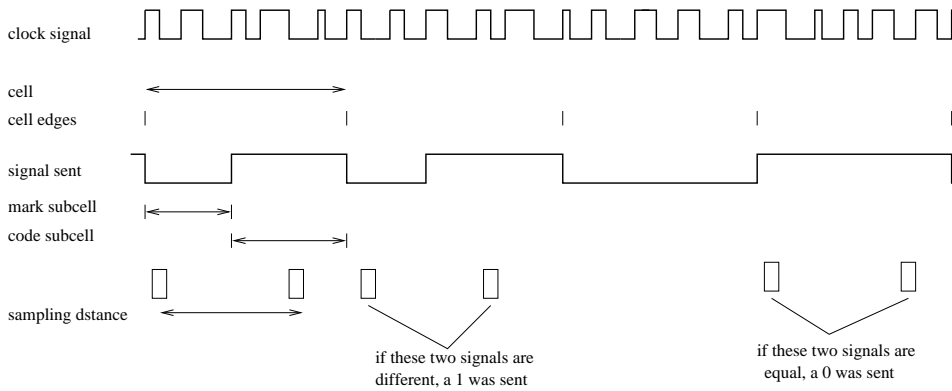 clock signal
cell
cell edges
signal sent
mark subcell
code subcell
sampling dstance
if these two signals are
different, a 1 was sent
if these two signals are
equal, a 0 was sent